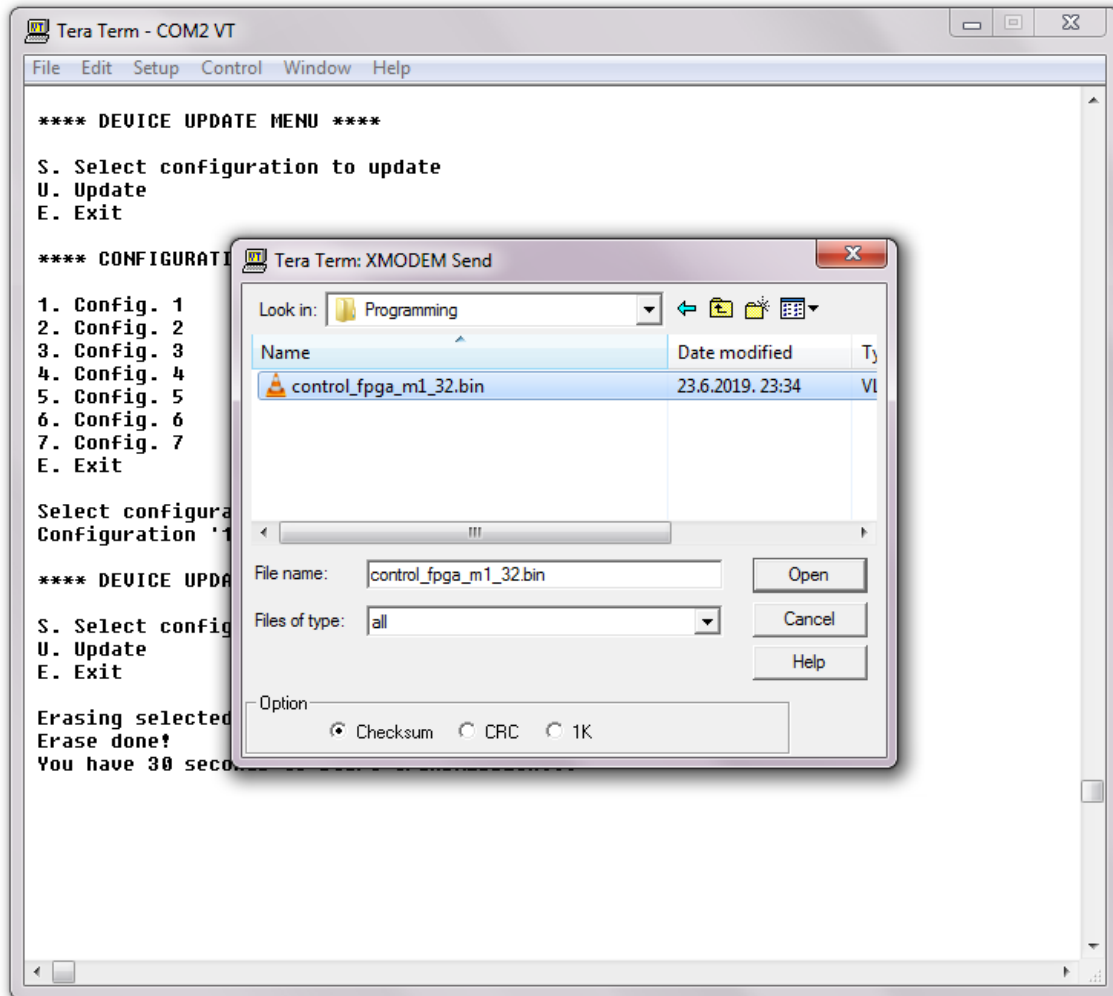 Tera Term - COM2 VT
File Edit Setup Control Window Help
**** DEVICE UPDATE MENU ****
S. Select configuration to update
U. Update
E. Exit
**** CONFIGURATI
1. Config. 1
2. Config. 2
3. Config. 3
4. Config. 4
5. Config. 5
6. Config. 6
7. Config. 7
E. Exit
Select configura
Configuration '1
**** DEVICE UPDA
S. Select config
U. Update
E. Exit
Erasing selected
Erase done!
You have 30 seco
Tera Term: XMODEM Send
Look in: Programming
Name Date modified Ty
control_fpga_m1_32.bin 23.6.2019. 23:34 VL
File name: control_fpga_m1_32.bin Open
Files of type: all Cancel
Help
Option
Checksum CRC 1K